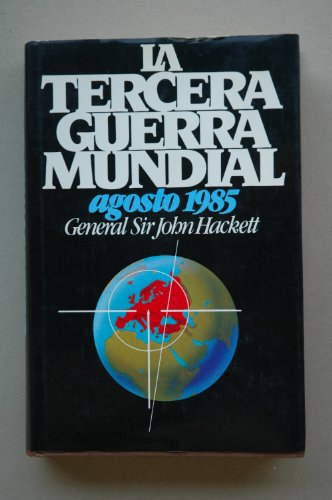 LA
TERCERA
GUERRA
MUNDIAL
agosto 1985
General Sir John Hackett